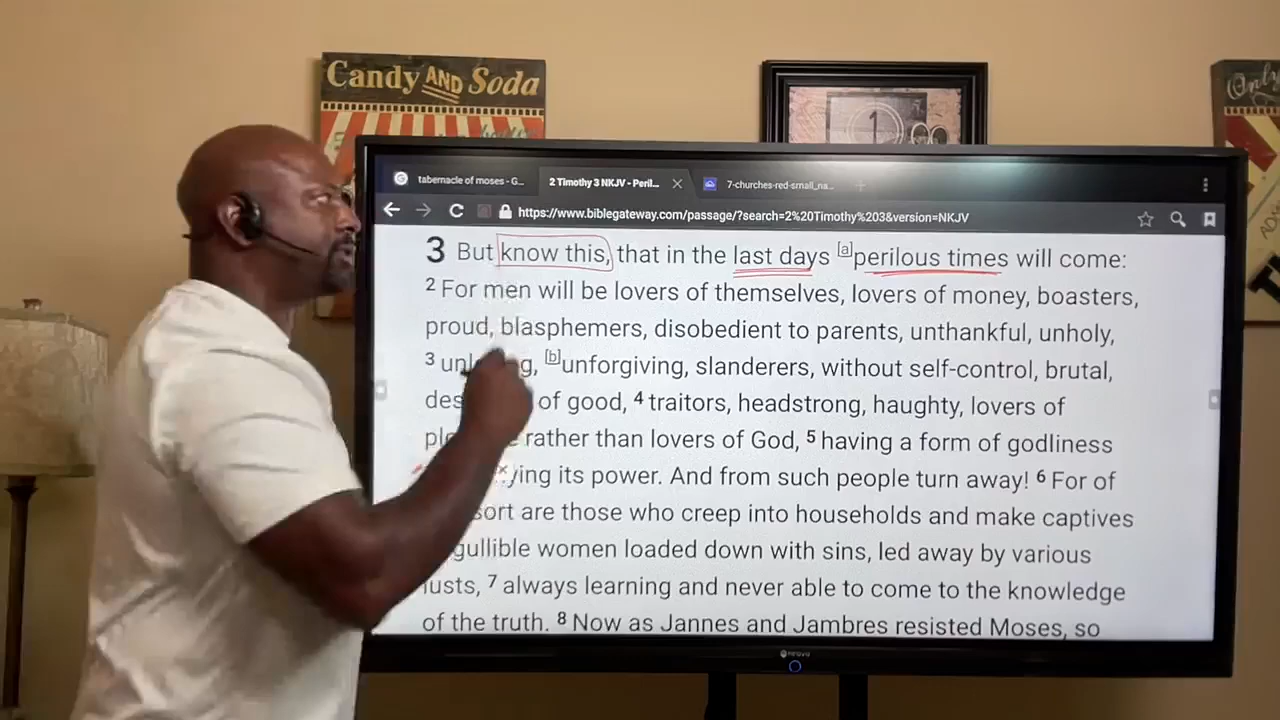 Candy AND Soda
Only
1
tabernacle of moses - G...
2 Timothy 3 NKJV - Peril...
7-churches-red-small_na...
https://www.biblegateway.com/passage/?search=2%20Timothy%203&version=NKJV
3 But know this, that in the last days [a]perilous times will come:
2 For men will be lovers of themselves, lovers of money, boasters,
proud, blasphemers, disobedient to parents, unthankful, unholy,
3 [b]unforgiving, slanderers, without self-control, brutal,
of good, 4 traitors, headstrong, haughty, lovers of
rather than lovers of God, 5 having a form of godliness
its power. And from such people turn away! 6 For of
sort are those who creep into households and make captives
gullible women loaded down with sins, led away by various
lusts, 7 always learning and never able to come to the knowledge
of the truth. 8 Now as Jannes and Jambres resisted Moses, so